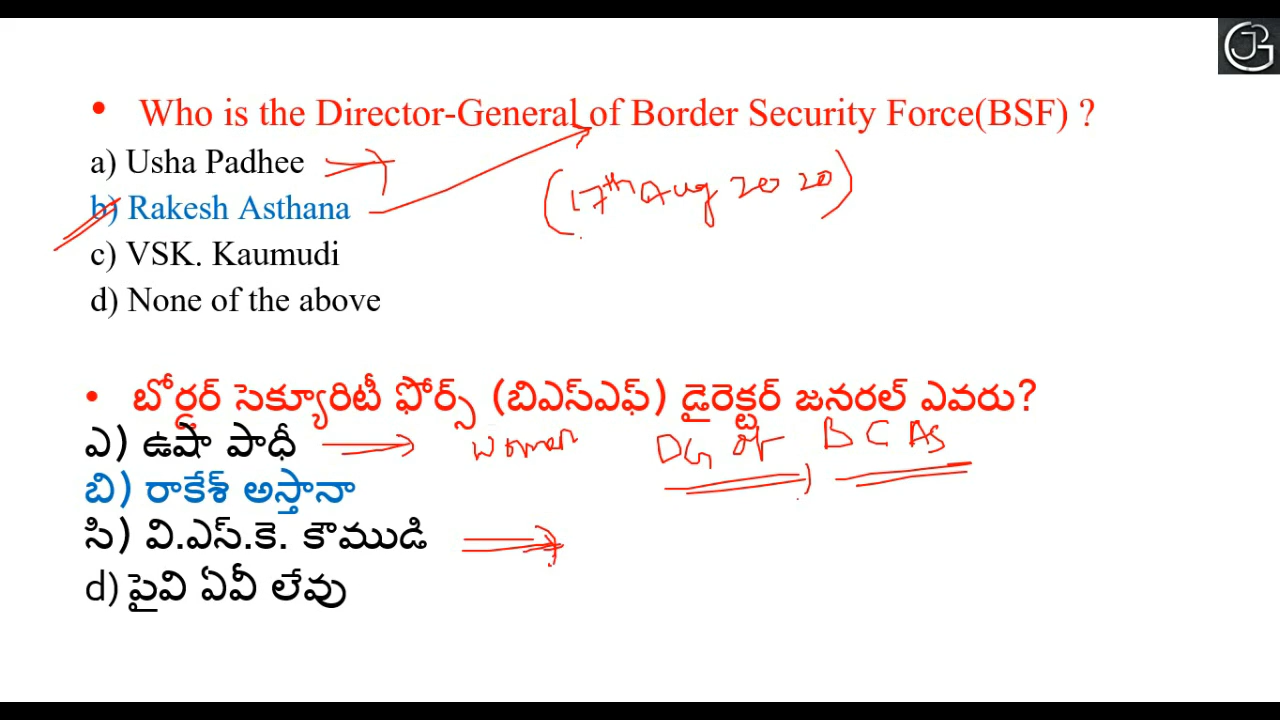 • Who is the Director-General of Border Security Force(BSF) ?
a) Usha Padhee
b) Rakesh Asthana
(17th Aug 2020)
c) VSK. Kaumudi
d) None of the above
• బోర్డర్ సెక్యూరిటీ ఫోర్స్ (బిఎస్ఎఫ్) డైరెక్టర్ జనరల్ ఎవరు?
ఎ) ఉషా పాధీ women DG of BCAS
బి) రాకేశ్ అస్తానా
సి) వి.ఎస్.కె. కౌముడి
d) పైవి ఏవీ లేవు